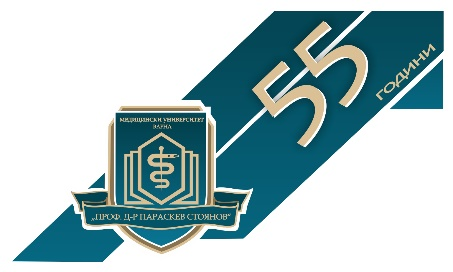 55
ГОДИНИ
МЕДИЦИНСКИ УНИВЕРСИТЕТ
ВАРНА
„ПРОФ. Д-Р ПАРАСКЕВ СТОЯНОВ“